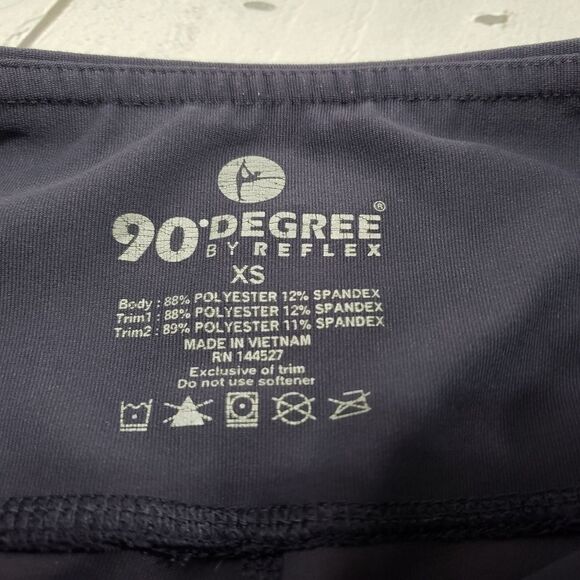 90°DEGREE®
BY REFLEX
XS
Body : 88% POLYESTER 12% SPANDEX
Trim1 : 88% POLYESTER 12% SPANDEX
Trim2 : 89% POLYESTER 11% SPANDEX
MADE IN VIETNAM
RN 144527
Exclusive of trim
Do not use softener